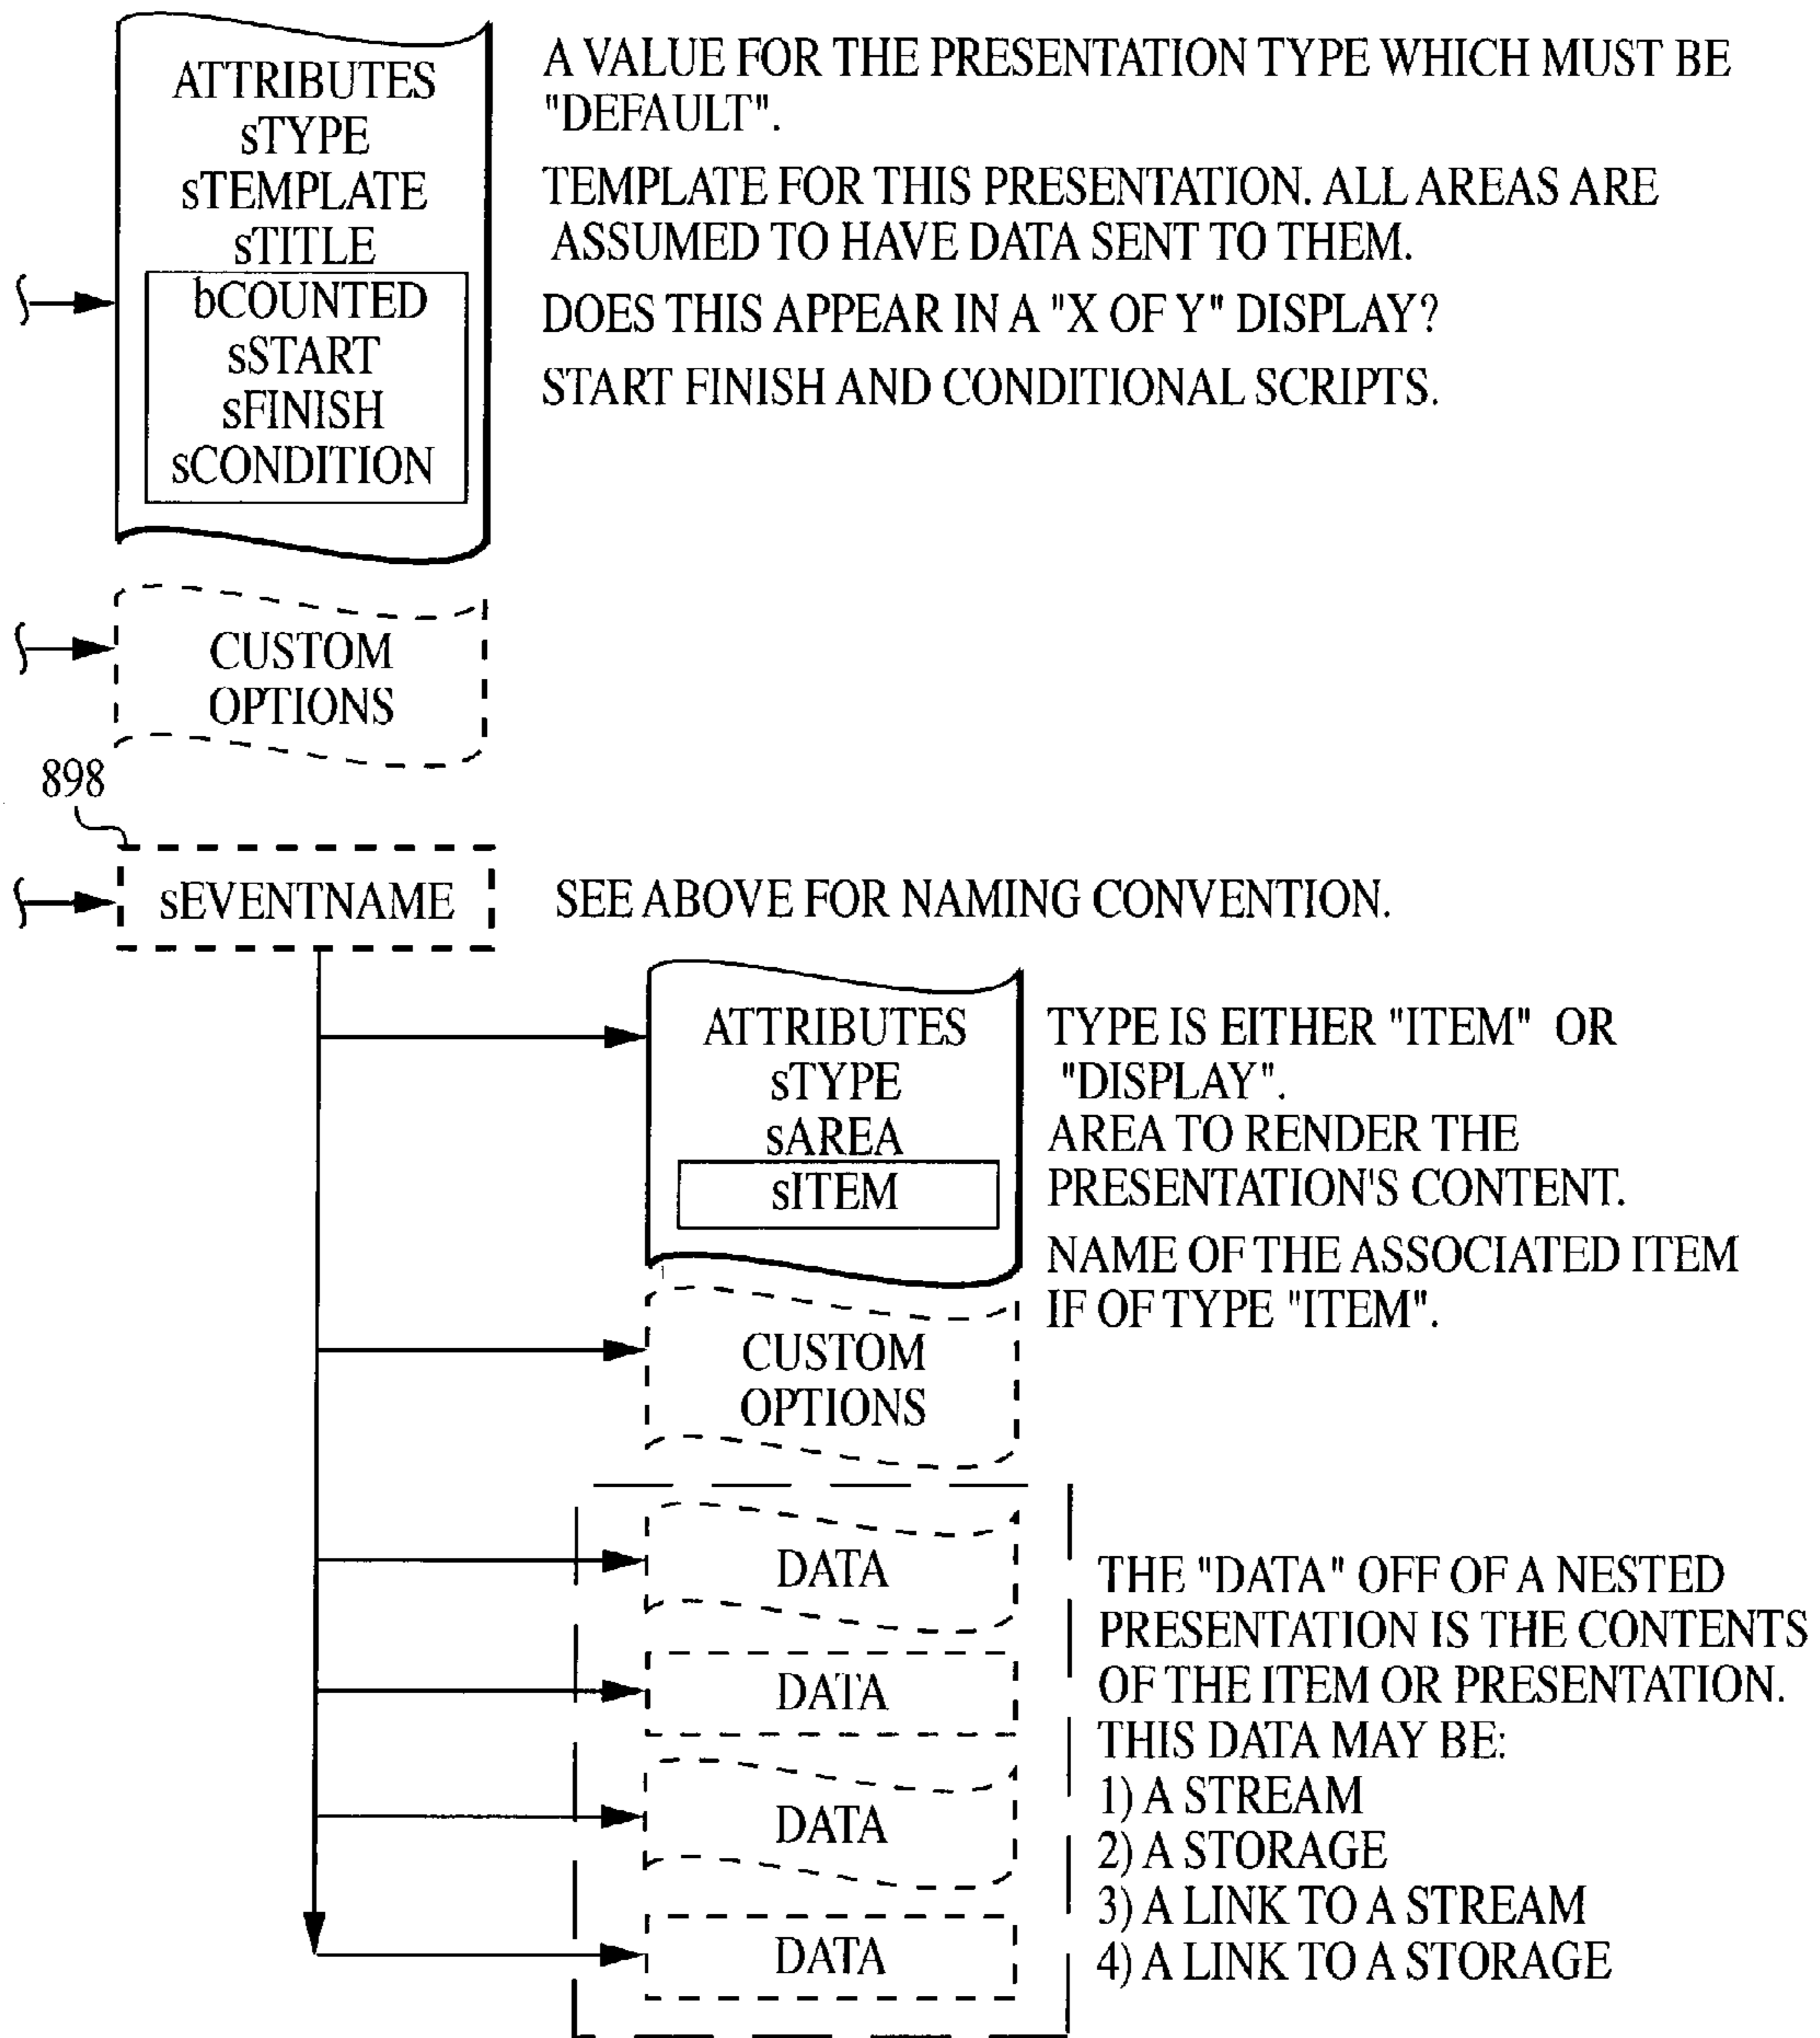 ATTRIBUTES
sTYPE
sTEMPLATE
sTITLE
bCOUNTED
sSTART
sFINISH
sCONDITION
A VALUE FOR THE PRESENTATION TYPE WHICH MUST BE
"DEFAULT".
TEMPLATE FOR THIS PRESENTATION. ALL AREAS ARE
ASSUMED TO HAVE DATA SENT TO THEM.
DOES THIS APPEAR IN A "X OF Y" DISPLAY?
START FINISH AND CONDITIONAL SCRIPTS.
CUSTOM
OPTIONS
898
sEVENTNAME
SEE ABOVE FOR NAMING CONVENTION.
ATTRIBUTES
sTYPE
sAREA
sITEM
TYPE IS EITHER "ITEM" OR
"DISPLAY".
AREA TO RENDER THE
PRESENTATION'S CONTENT.
NAME OF THE ASSOCIATED ITEM
IF OF TYPE "ITEM".
CUSTOM
OPTIONS
DATA
DATA
DATA
DATA
THE "DATA" OFF OF A NESTED
PRESENTATION IS THE CONTENTS
OF THE ITEM OR PRESENTATION.
THIS DATA MAY BE:
1) A STREAM
2) A STORAGE
3) A LINK TO A STREAM
4) A LINK TO A STORAGE